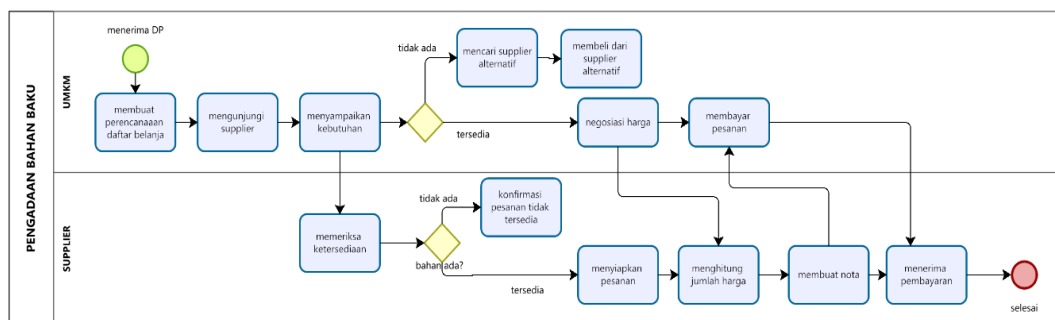 PENGADAAN BAHAN BAKU
UMKM
menerima DP
membuat
perencanaaan
daftar belanja
mengunjungi
supplier
menyampaikan
kebutuhan
tidak ada
mencari supplier
alternatif
membeli dari
supplier
alternatif
tersedia
negosiasi harga
membayar
pesanan
SUPPLIER
memeriksa
ketersediaan
tidak ada
konfirmasi
pesanan tidak
tersedia
bahan ada?
tersedia
menyiapkan
pesanan
menghitung
jumlah harga
membuat nota
menerima
pembayaran
selesai